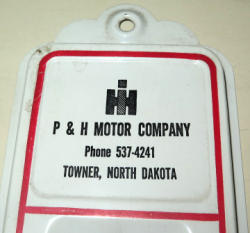 P & H MOTOR COMPANY
Phone 537-4241
TOWNER, NORTH DAKOTA